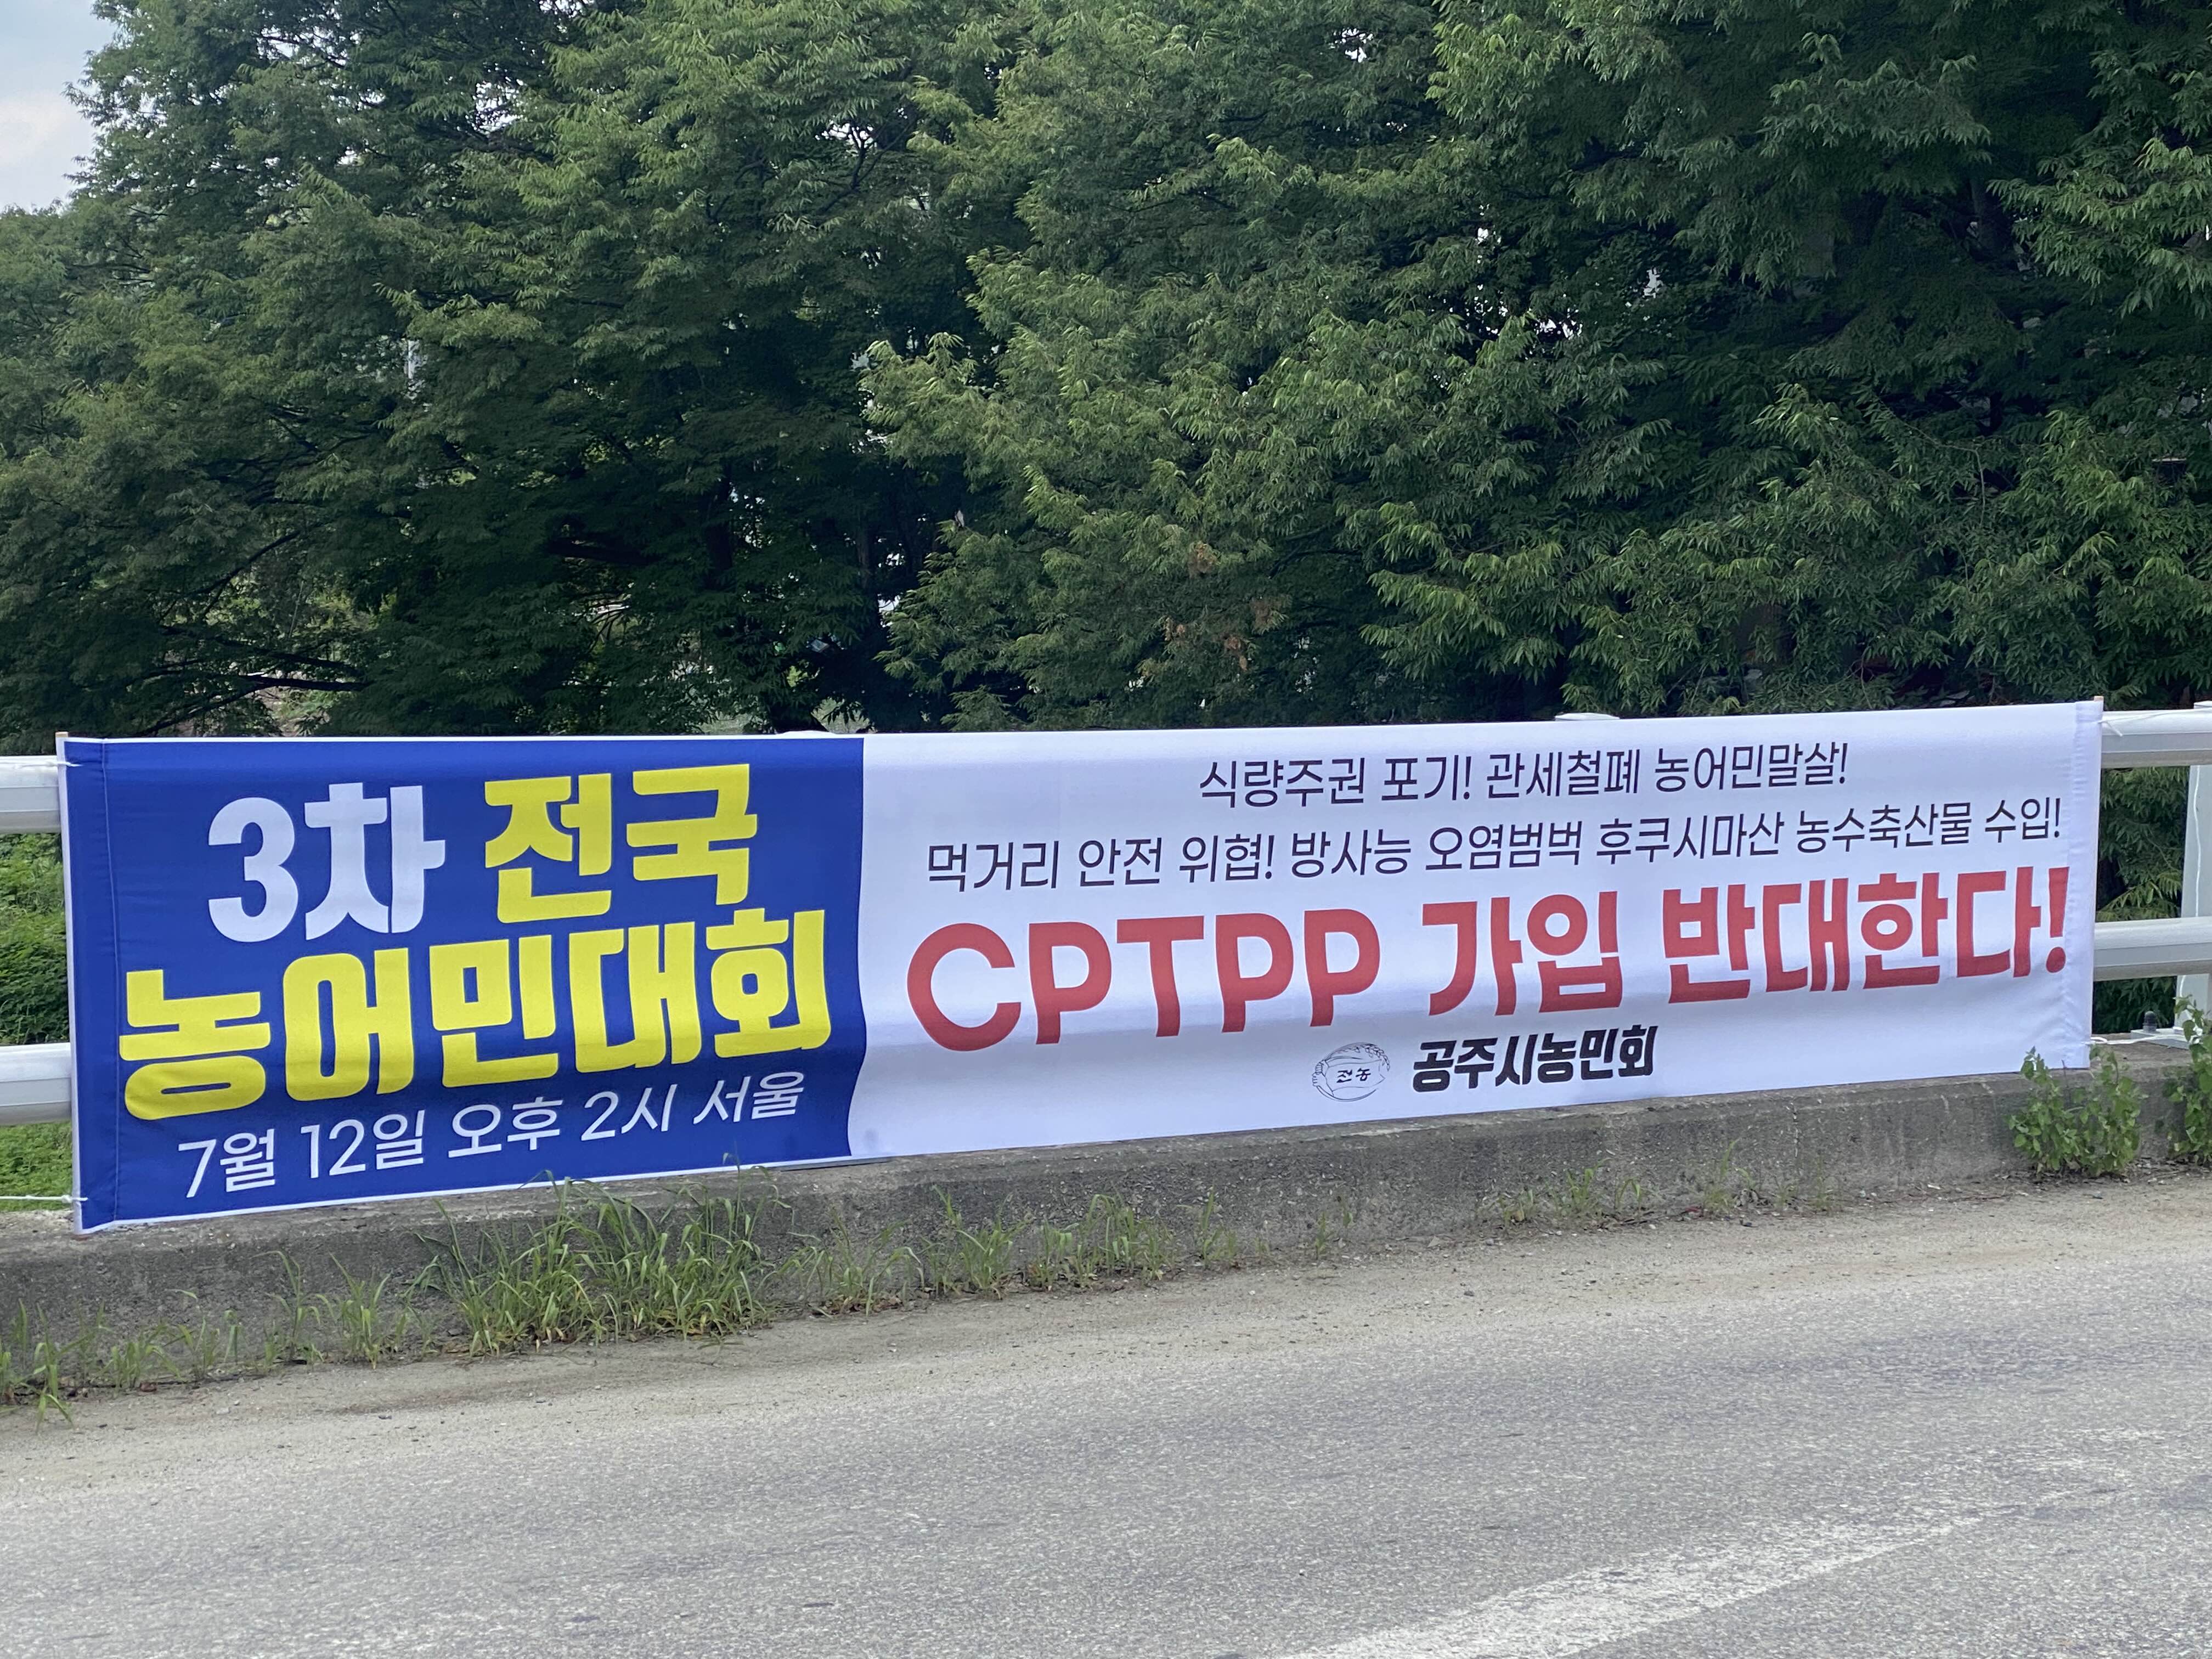 3차 전국
농어민대회
7월 12일 오후 2시 서울
식량주권 포기! 관세철폐 농어민말살!
먹거리 안전 위협! 방사능 오염범벅 후쿠시마산 농수축산물 수입!
CPTPP 가입 반대한다!
전농 공주시농민회